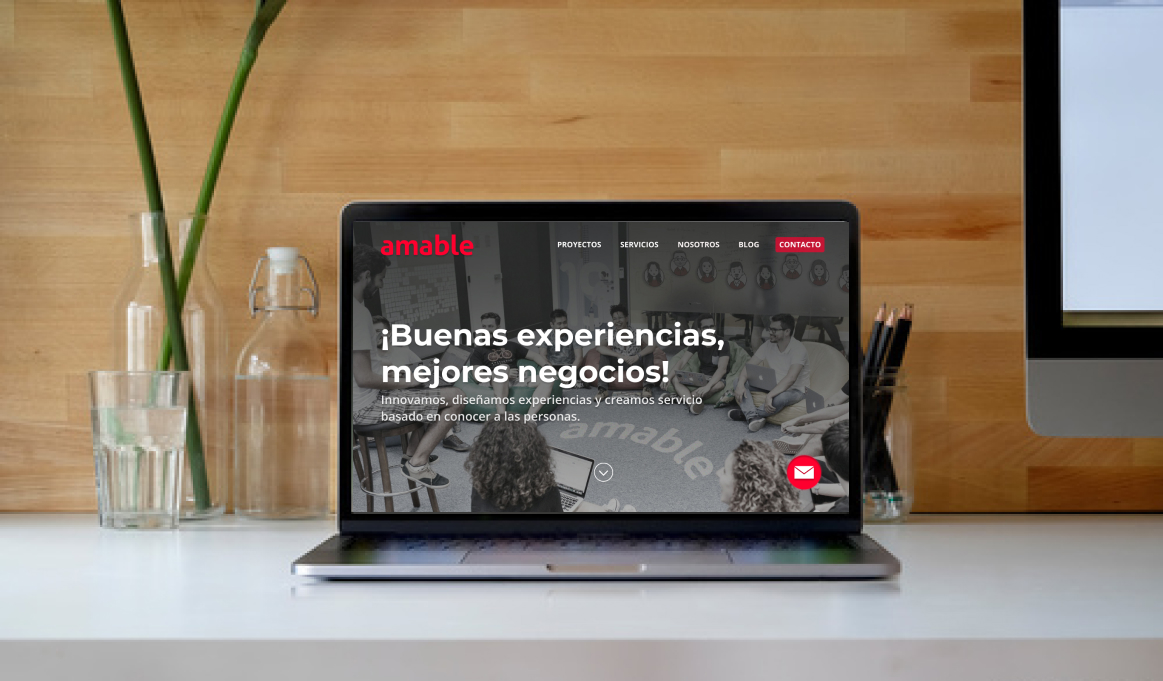 amable
PROYECTOS SERVICIOS NOSOTROS BLOG CONTACTO
¡Buenas experiencias,
mejores negocios!
Innovamos, diseñamos experiencias y creamos servicio
basado en conocer a las personas.
amable